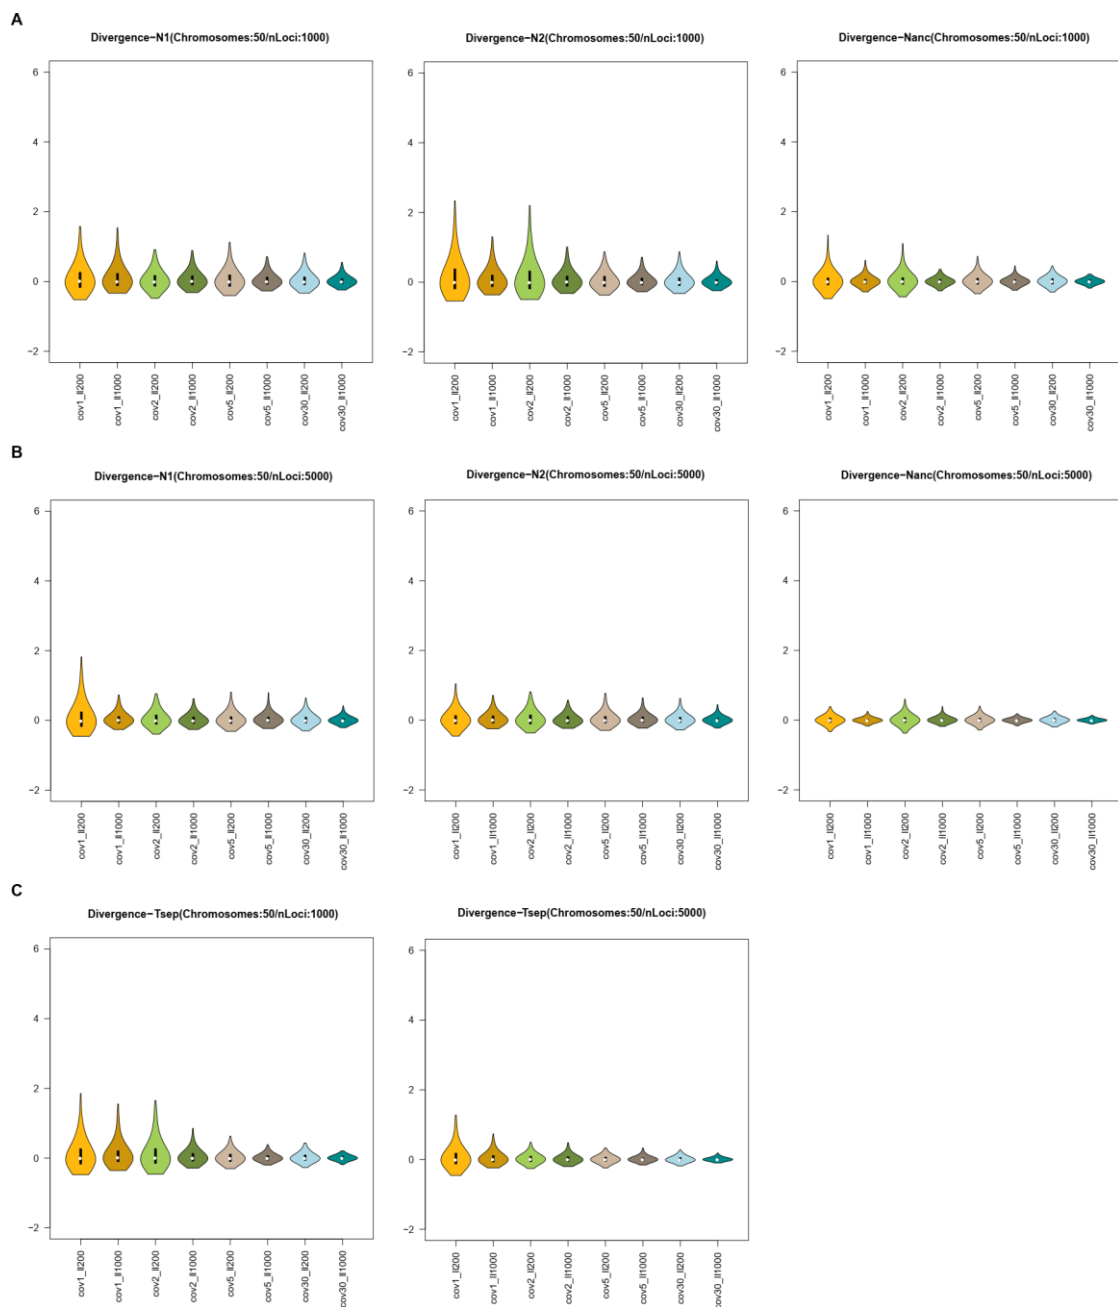 A
Divergence−N1(Chromosomes:50/nLoci:1000)
Divergence−N2(Chromosomes:50/nLoci:1000)
Divergence−Nanc(Chromosomes:50/nLoci:1000)
6
4
2
0
−2
6
4
2
0
−2
6
4
2
0
−2
cov1_ll200
cov1_ll1000
cov2_ll200
cov2_ll1000
cov5_ll200
cov5_ll1000
cov30_ll200
cov30_ll1000
cov1_ll200
cov1_ll1000
cov2_ll200
cov2_ll1000
cov5_ll200
cov5_ll1000
cov30_ll200
cov30_ll1000
cov1_ll200
cov1_ll1000
cov2_ll200
cov2_ll1000
cov5_ll200
cov5_ll1000
cov30_ll200
cov30_ll1000
B
Divergence−N1(Chromosomes:50/nLoci:5000)
Divergence−N2(Chromosomes:50/nLoci:5000)
Divergence−Nanc(Chromosomes:50/nLoci:5000)
6
4
2
0
−2
6
4
2
0
−2
6
4
2
0
−2
cov1_ll200
cov1_ll1000
cov2_ll200
cov2_ll1000
cov5_ll200
cov5_ll1000
cov30_ll200
cov30_ll1000
cov1_ll200
cov1_ll1000
cov2_ll200
cov2_ll1000
cov5_ll200
cov5_ll1000
cov30_ll200
cov30_ll1000
cov1_ll200
cov1_ll1000
cov2_ll200
cov2_ll1000
cov5_ll200
cov5_ll1000
cov30_ll200
cov30_ll1000
C
Divergence−Tsep(Chromosomes:50/nLoci:1000)
Divergence−Tsep(Chromosomes:50/nLoci:5000)
6
4
2
0
−2
6
4
2
0
−2
cov1_ll200
cov1_ll1000
cov2_ll200
cov2_ll1000
cov5_ll200
cov5_ll1000
cov30_ll200
cov30_ll1000
cov1_ll200
cov1_ll1000
cov2_ll200
cov2_ll1000
cov5_ll200
cov5_ll1000
cov30_ll200
cov30_ll1000